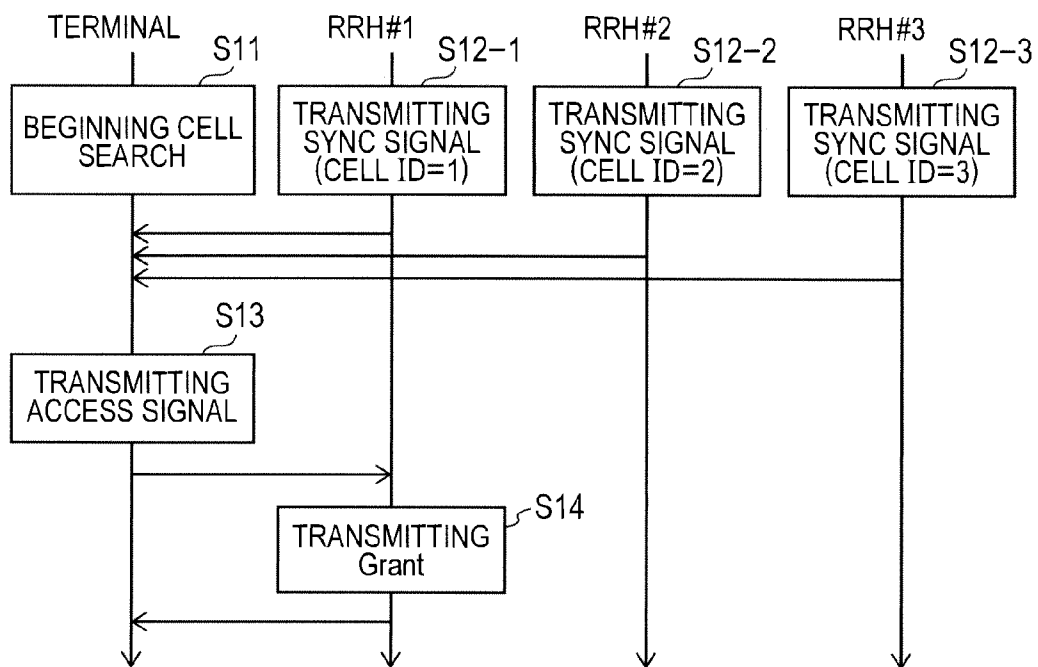 TERMINAL
RRH#1
RRH#2
RRH#3
S11
S12-1
S12-2
S12-3
BEGINNING CELL
SEARCH
TRANSMITTING
SYNC SIGNAL
(CELL ID=1)
TRANSMITTING
SYNC SIGNAL
(CELL ID=2)
TRANSMITTING
SYNC SIGNAL
(CELL ID=3)
S13
TRANSMITTING
ACCESS SIGNAL
S14
TRANSMITTING
Grant